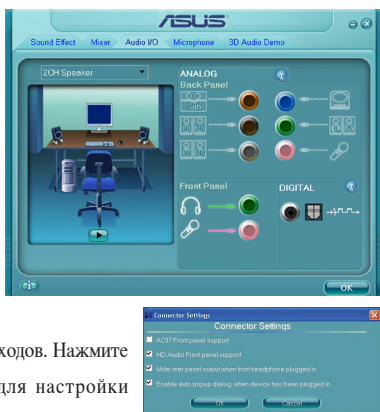 ASUS
Sound Effect Mixer Audio I/O Microphone 3D Audio Demo
2CH Speaker
ANALOG
Back Panel
Sub
Front Panel
DIGITAL
OK
ходов. Нажмите
для настройки
Connector Settings
Connector Settings
AC97 Front panel support
HD Audio Front panel support
Mute rear panel output when front headphone plugged in.
Enable auto popup dialog, when device has been plugged in
OK Cancel